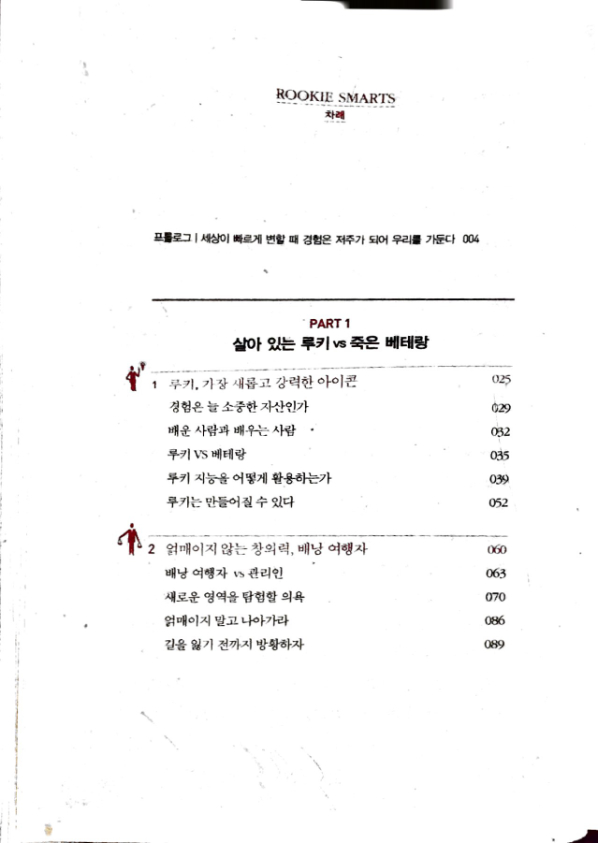 ROOKIE SMARTS
차례
프롤로그 | 세상이 빠르게 변할 때 경험은 저주가 되어 우리를 가둔다 004
PART 1
살아 있는 루키 vs 죽은 베테랑
1 루키, 가장 새롭고 강력한 아이콘 025
경험은 늘 소중한 자산인가 029
배운 사람과 배우는 사람 032
루키 VS 베테랑 035
루키 지능을 어떻게 활용하는가 039
루키는 만들어질 수 있다 052
2 얽매이지 않는 창의력, 배낭 여행자 060
배낭 여행자 vs 관리인 063
새로운 영역을 탐험할 의욕 070
얽매이지 말고 나아가라 086
길을 잃기 전까지 방황하자 089